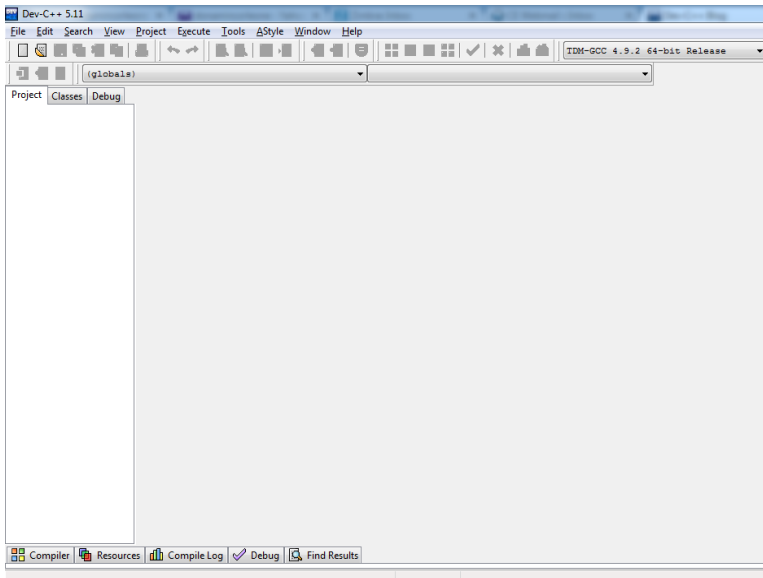 Dev-C++ 5.11
File Edit Search View Project Execute Tools AStyle Window Help
TDM-GCC 4.9.2 64-bit Release
(globals)
Project Classes Debug
Compiler Resources Compile Log Debug Find Results